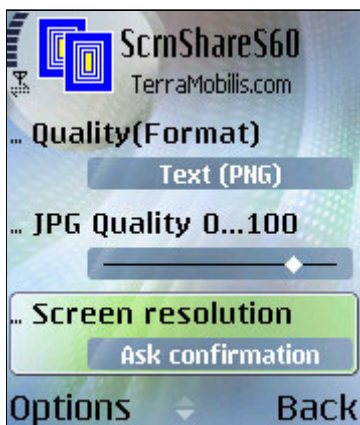 ScrnShareS60
TerraMobilis.com
... Quality(Format)
Text (PNG)
... JPG Quality 0...100
... Screen resolution
Ask confirmation
Options Back